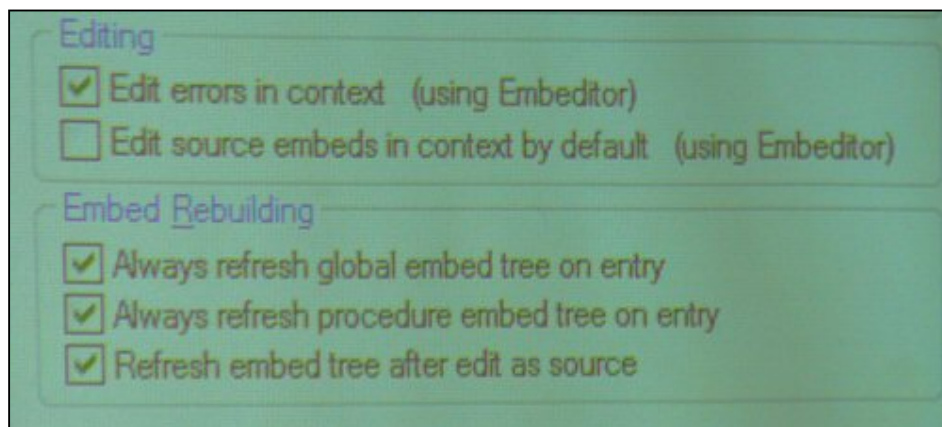 Editing
Edit errors in context (using Embeditor)
Edit source embeds in context by default (using Embeditor)
Embed Rebuilding
Always refresh global embed tree on entry
Always refresh procedure embed tree on entry
Refresh embed tree after edit as source